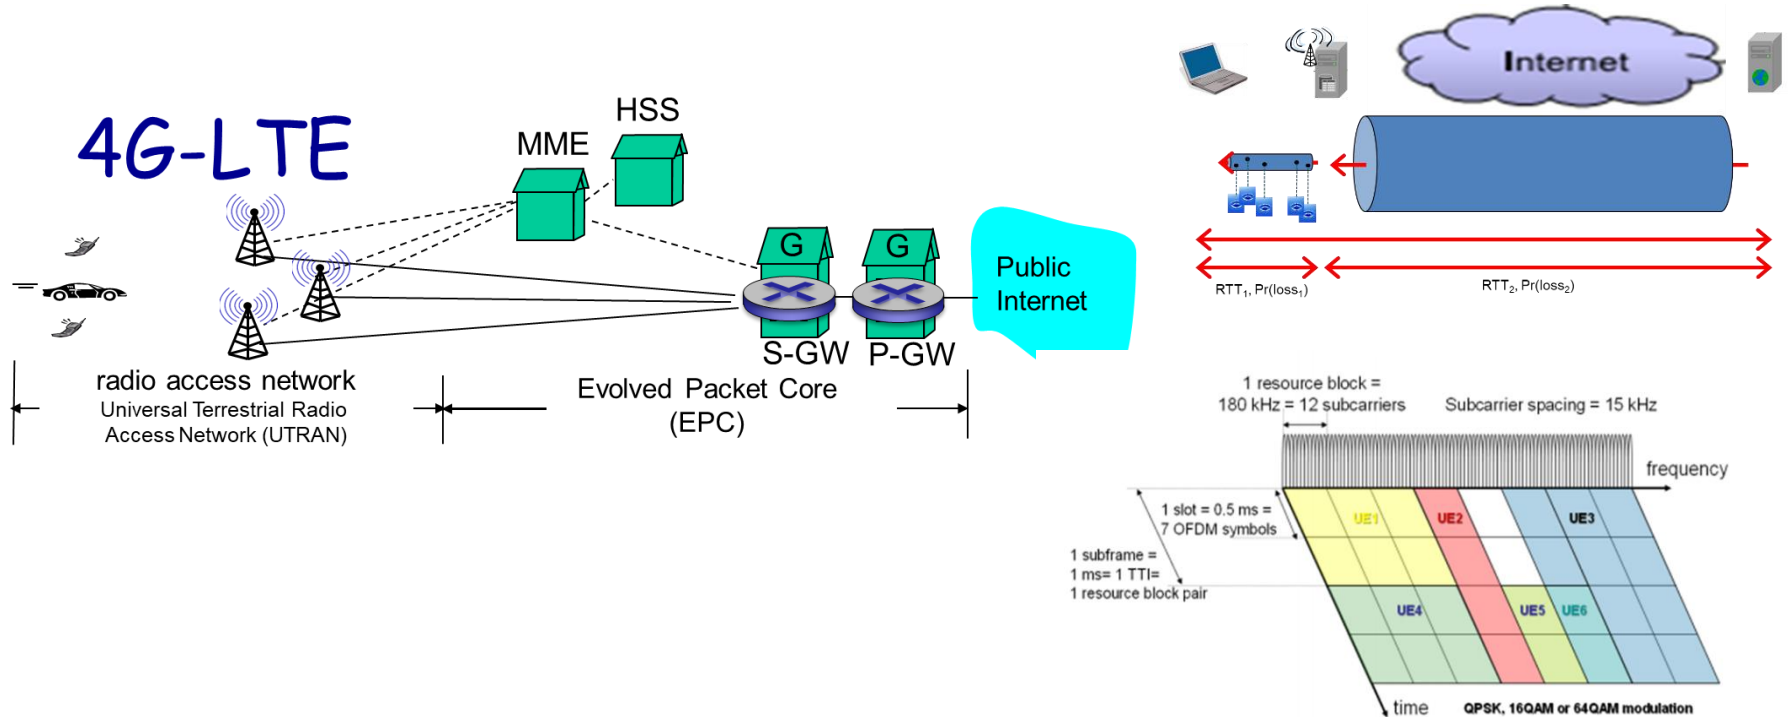 4G-LTE
HSS
MME
G
G
Public
Internet
S-GW
P-GW
radio access network
Universal Terrestrial Radio
Access Network (UTRAN)
Evolved Packet Core
(EPC)
Internet
RTT1, Pr(loss1)
RTT2, Pr(loss2)
1 resource block =
180 kHz = 12 subcarriers
Subcarrier spacing = 15 kHz
frequency
1 slot = 0.5 ms =
7 OFDM symbols
1 subframe =
1 ms= 1 TTI=
1 resource block pair
UE1
UE2
UE3
UE4
UE5
UE6
time
QPSK, 16QAM or 64QAM modulation